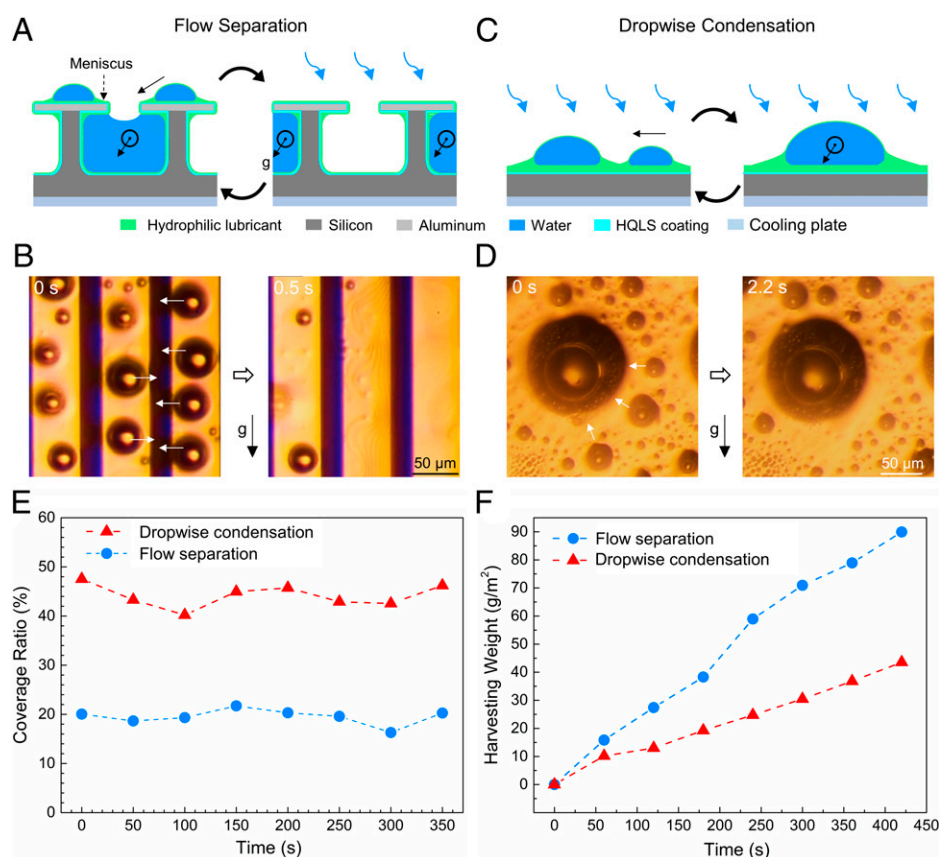 A
Flow Separation
Meniscus
g
C
Dropwise Condensation
Hydrophilic lubricant
Silicon
Aluminum
Water
HQLS coating
Cooling plate
B
0 s
0.5 s
g
50 μm
D
0 s
2.2 s
g
50 μm
E
60
50
40
30
20
10
0
Coverage Ratio (%)
Dropwise condensation
Flow separation
0 50 100 150 200 250 300 350
Time (s)
F
90
80
70
60
50
40
30
20
10
0
Harvesting Weight (g/m²)
Flow separation
Dropwise condensation
0 50 100 150 200 250 300 350 400 450
Time (s)